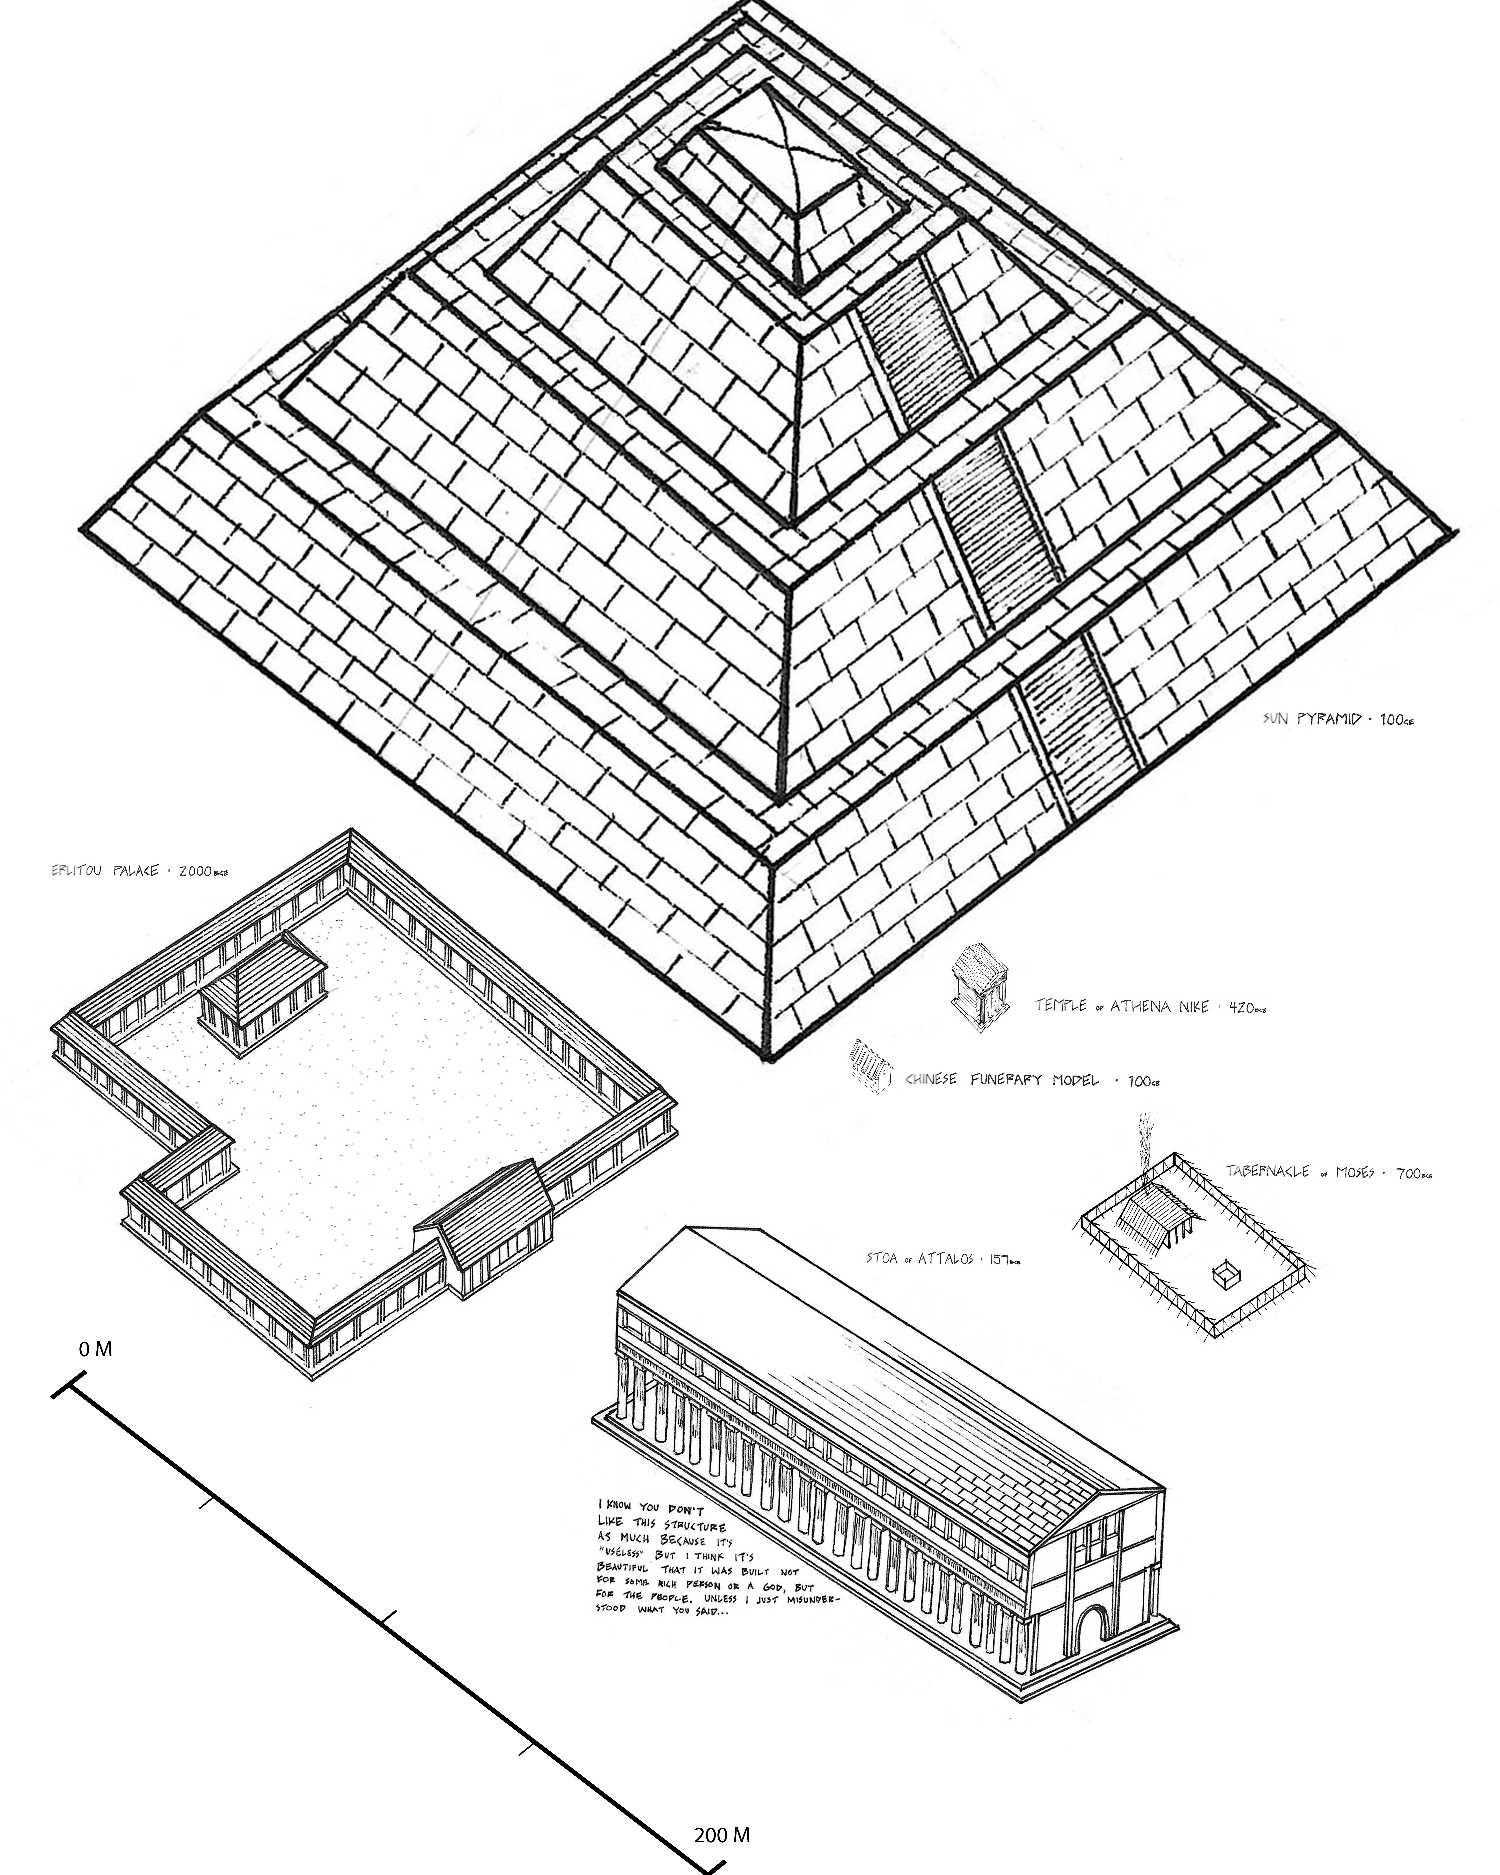 SUN PYRAMID · 100CE
ERLITOU PALACE · 2000BCE
TEMPLE OF ATHENA NIKE · 420BCE
CHINESE FUNERARY MODEL · 100CE
TABERNACLE OF MOSES · 700BCE
STOA OF ATTALOS · 157BCE
0 M
I KNOW YOU DON'T
LIKE THIS STRUCTURE
AS MUCH BECAUSE IT'S
"USELESS" BUT I THINK IT'S
BEAUTIFUL THAT IT WAS BUILT NOT
FOR SOME RICH PERSON OR A GOD, BUT
FOR THE PEOPLE. UNLESS I JUST MISUNDER-
STOOD WHAT YOU SAID...
200 M